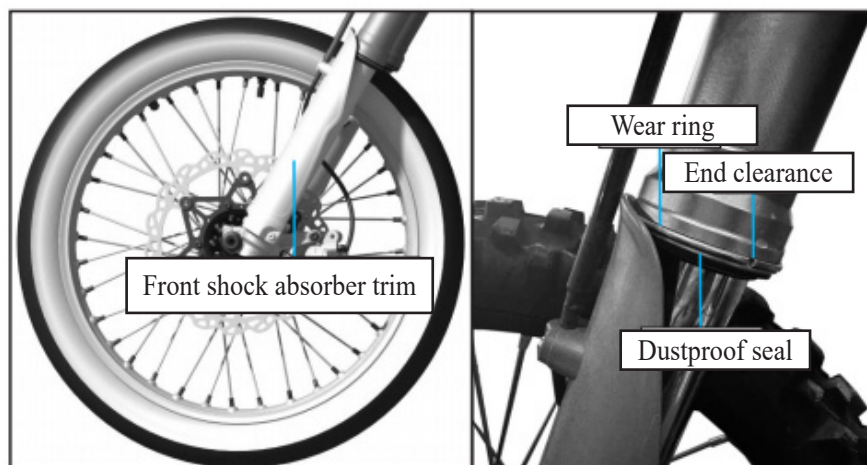 Front shock absorber trim
Wear ring
End clearance
Dustproof seal